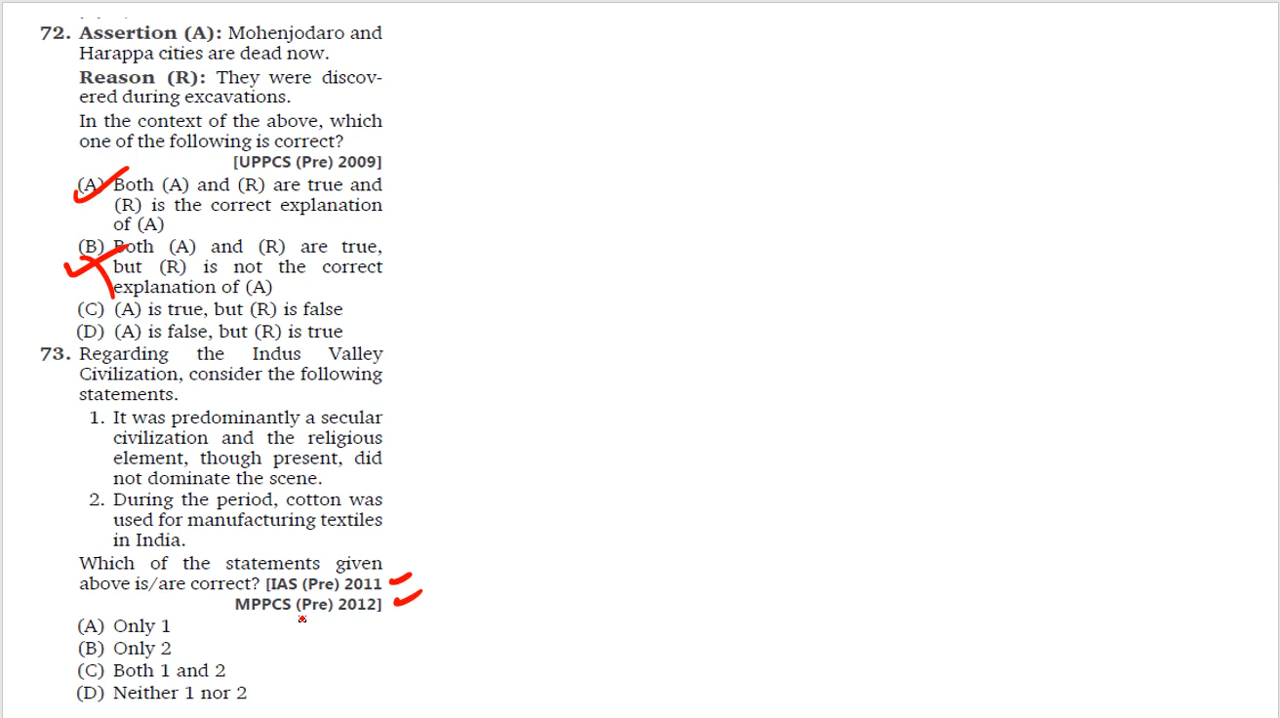 72. Assertion (A): Mohenjodaro and
Harappa cities are dead now.
Reason (R): They were discov-
ered during excavations.
In the context of the above, which
one of the following is correct?
[UPPCS (Pre) 2009]
(A) Both (A) and (R) are true and
(R) is the correct explanation
of (A)
(B) Both (A) and (R) are true,
but (R) is not the correct
explanation of (A)
(C) (A) is true, but (R) is false
(D) (A) is false, but (R) is true
73. Regarding the Indus Valley
Civilization, consider the following
statements.
1. It was predominantly a secular
civilization and the religious
element, though present, did
not dominate the scene.
2. During the period, cotton was
used for manufacturing textiles
in India.
Which of the statements given
above is/are correct? [IAS (Pre) 2011
MPPCS (Pre) 2012]
(A) Only 1
(B) Only 2
(C) Both 1 and 2
(D) Neither 1 nor 2